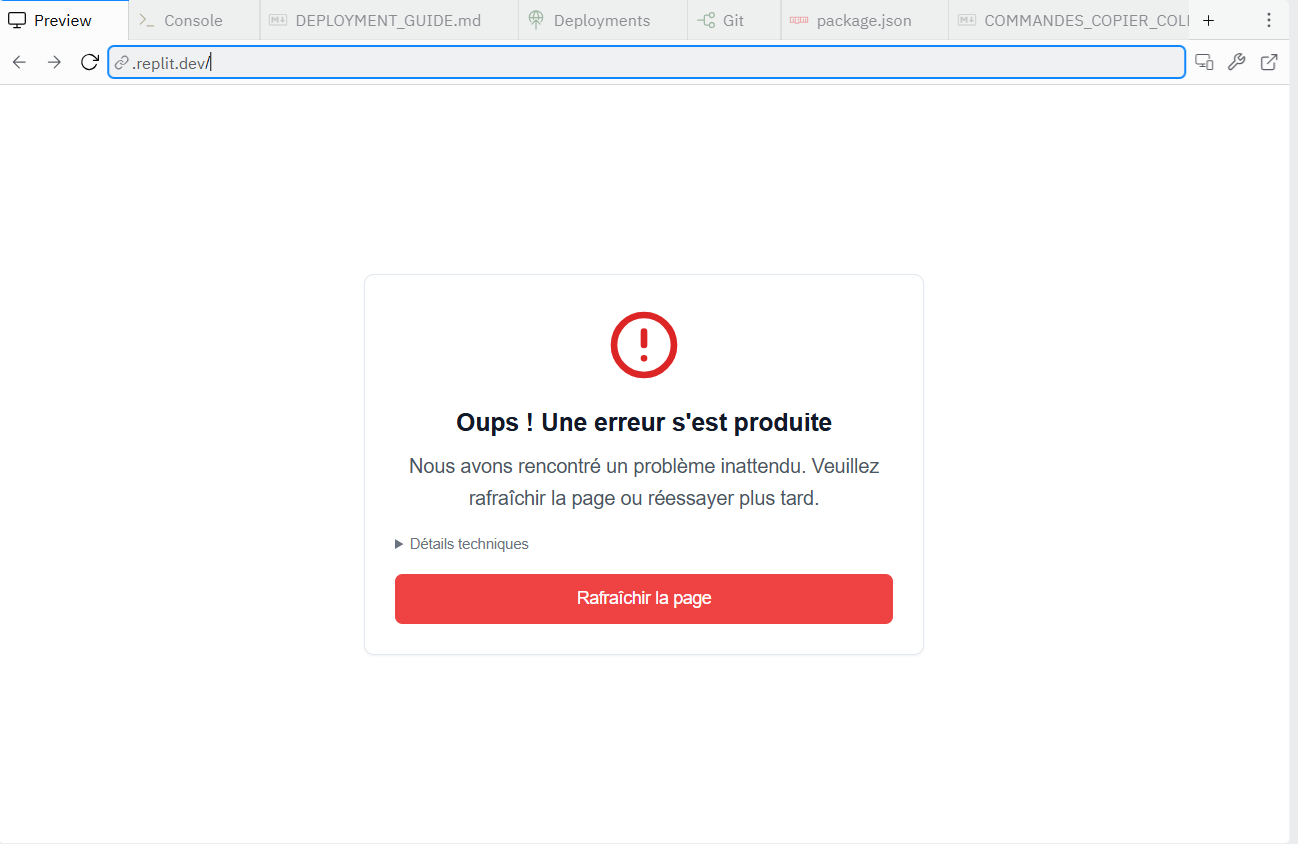 Preview
Console
DEPLOYMENT_GUIDE.md
Deployments
Git
package.json
COMMANDES_COPIER_COL
.replit.dev/
Oups ! Une erreur s'est produite
Nous avons rencontré un problème inattendu. Veuillez
rafraîchir la page ou réessayer plus tard.
Détails techniques
Rafraîchir la page